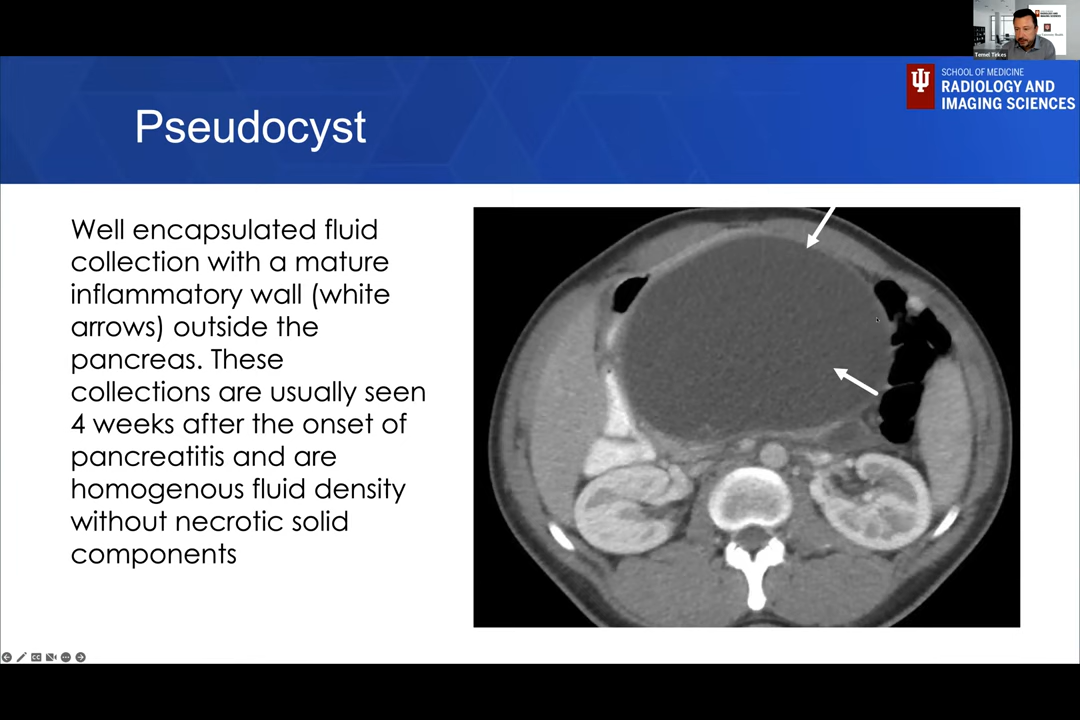 Temel Tirkes
SCHOOL OF MEDICINE
RADIOLOGY AND
IMAGING SCIENCES
Pseudocyst
Well encapsulated fluid
collection with a mature
inflammatory wall (white
arrows) outside the
pancreas. These
collections are usually seen
4 weeks after the onset of
pancreatitis and are
homogenous fluid density
without necrotic solid
components